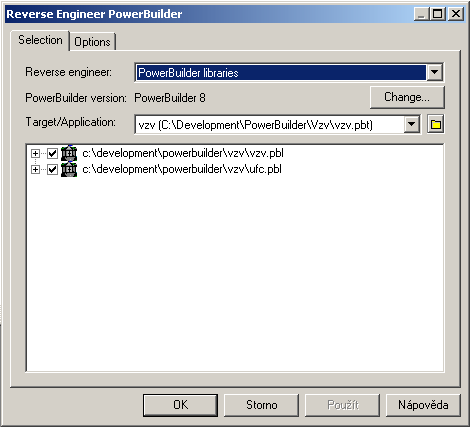 Reverse Engineer PowerBuilder
Selection Options
Reverse engineer: PowerBuilder libraries
PowerBuilder version: PowerBuilder 8 Change...
Target/Application: vzv (C:\Development\PowerBuilder\Vzv\vzv.pbt)
c:\development\powerbuilder\vzv\vzv.pbl
c:\development\powerbuilder\vzv\ufc.pbl
OK Storno Použít Nápověda